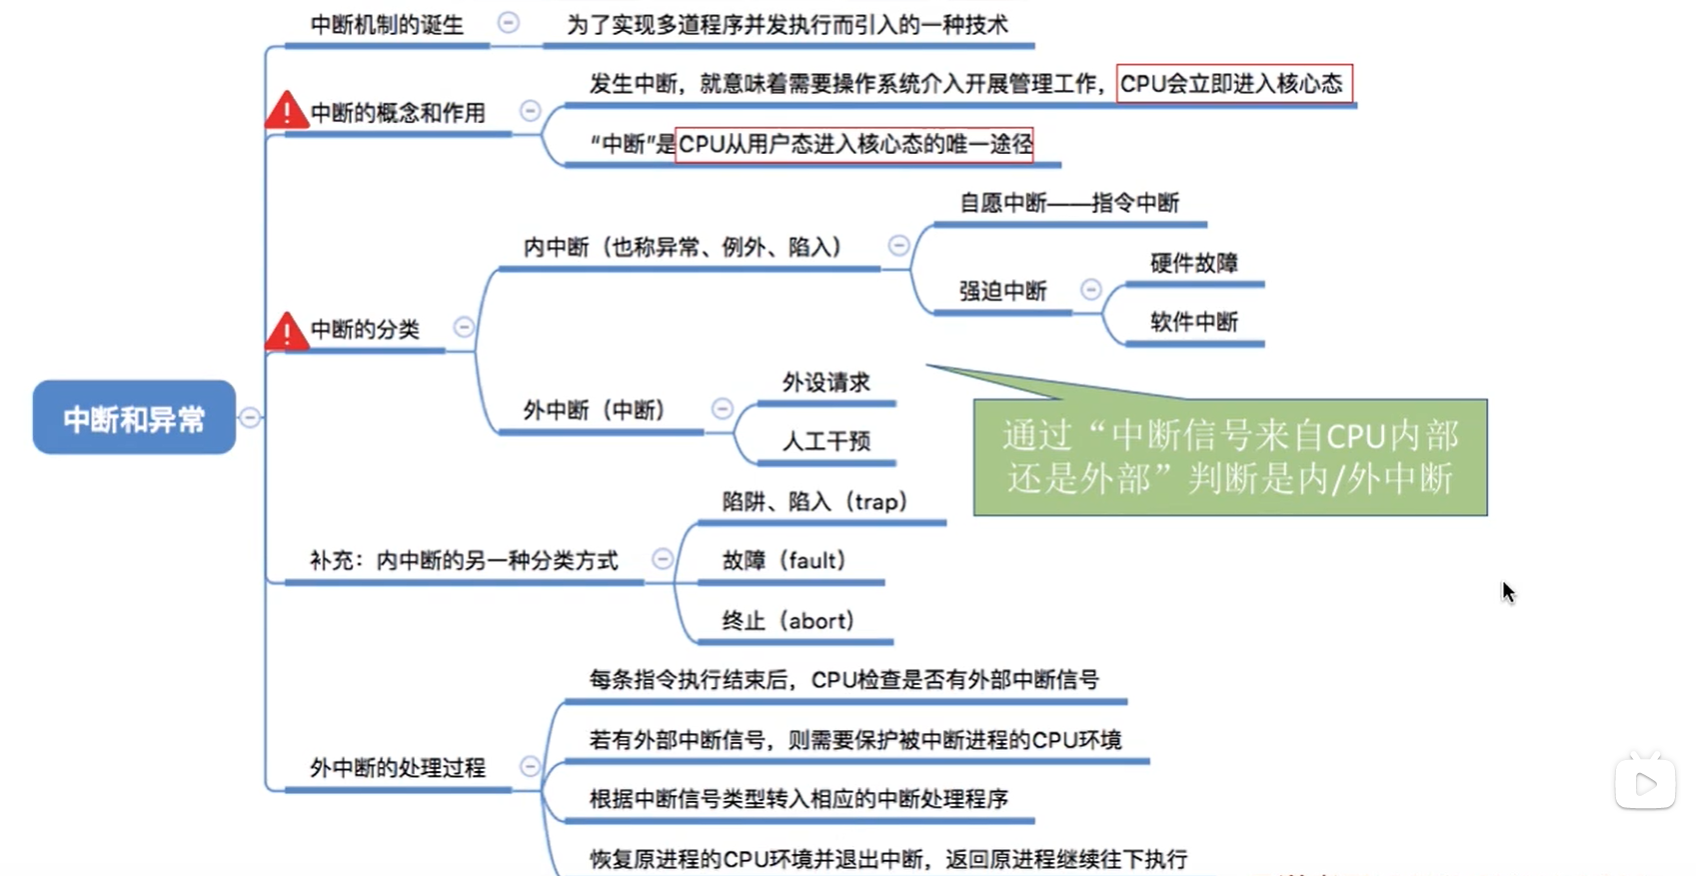 中断机制的诞生
为了实现多道程序并发执行而引入的一种技术
中断的概念和作用
发生中断，就意味着需要操作系统介入开展管理工作，CPU会立即进入核心态
“中断”是CPU从用户态进入核心态的唯一途径
中断和异常
中断的分类
内中断（也称异常、例外、陷入）
自愿中断——指令中断
强迫中断
硬件故障
软件中断
外中断（中断）
外设请求
人工干预
通过“中断信号来自CPU内部
还是外部”判断是内/外中断
补充：内中断的另一种分类方式
陷阱、陷入（trap）
故障（fault）
终止（abort）
外中断的处理过程
每条指令执行结束后，CPU检查是否有外部中断信号
若有外部中断信号，则需要保护被中断进程的CPU环境
根据中断信号类型转入相应的中断处理程序
恢复原进程的CPU环境并退出中断，返回原进程继续往下执行